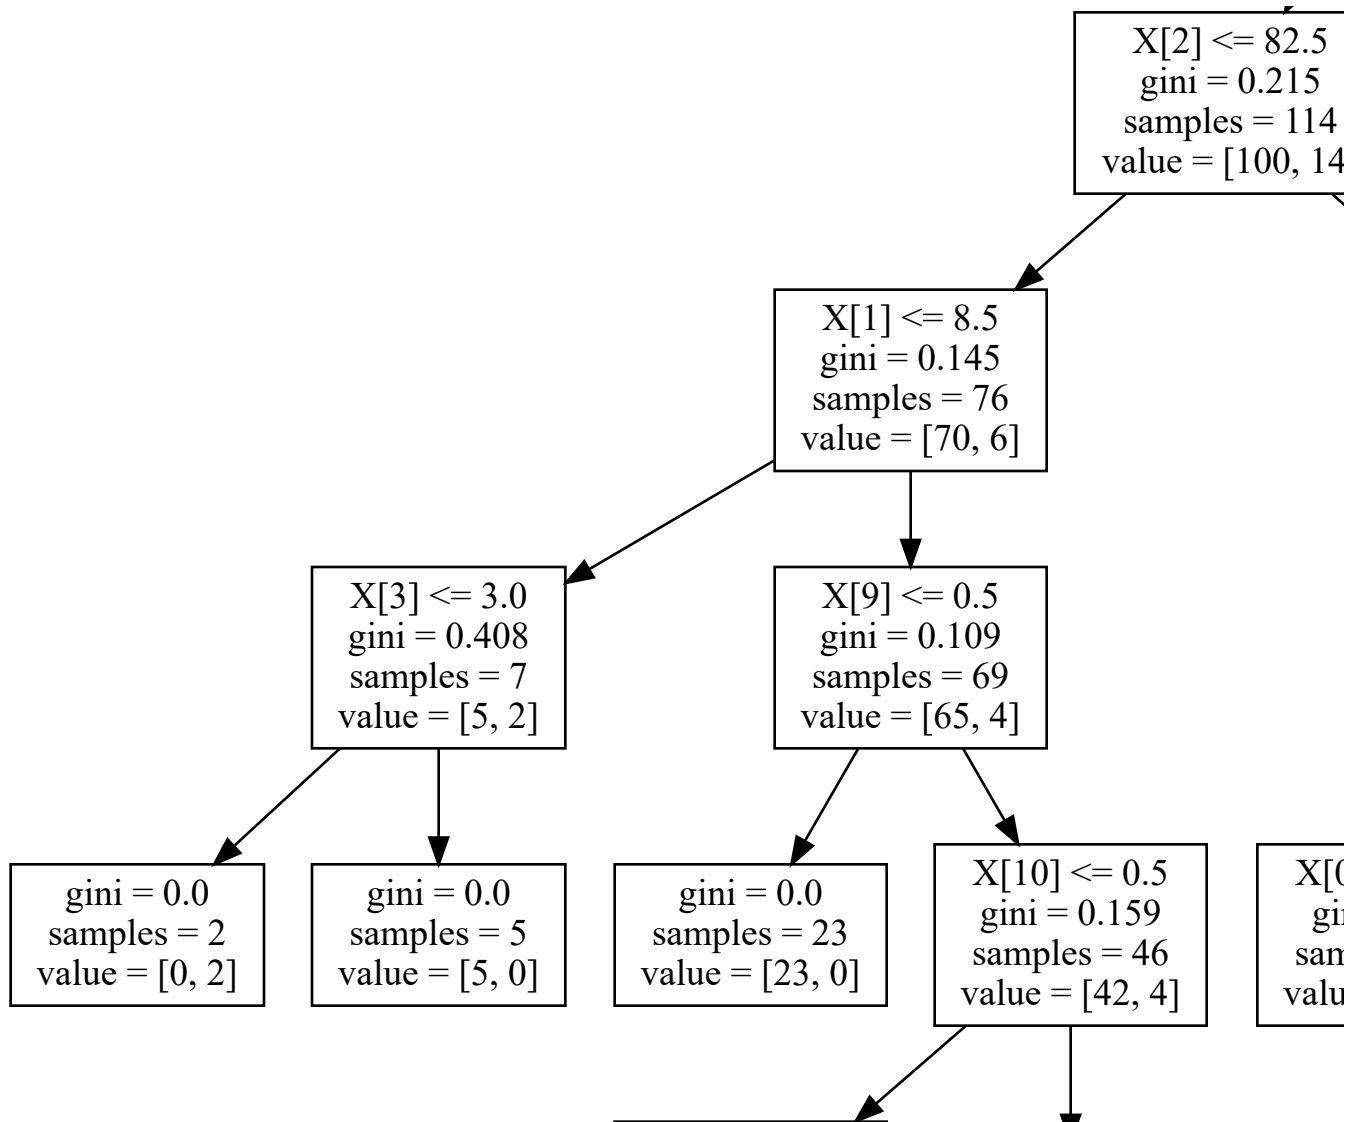 X[2] <= 82.5
gini = 0.215
samples = 114
value = [100, 14
X[1] <= 8.5
gini = 0.145
samples = 76
value = [70, 6]
X[3] <= 3.0
gini = 0.408
samples = 7
value = [5, 2]
X[9] <= 0.5
gini = 0.109
samples = 69
value = [65, 4]
gini = 0.0
samples = 2
value = [0, 2]
gini = 0.0
samples = 5
value = [5, 0]
gini = 0.0
samples = 23
value = [23, 0]
X[10] <= 0.5
gini = 0.159
samples = 46
value = [42, 4]